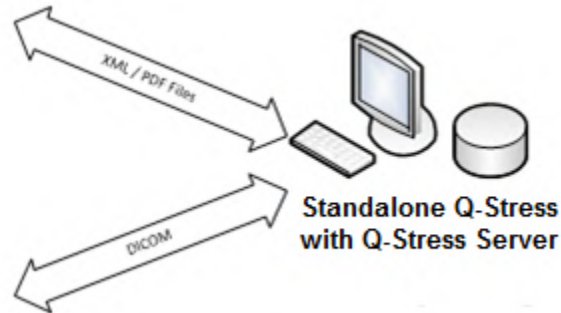 XML / PDF Files
DICOM
Standalone Q-Stress
with Q-Stress Server